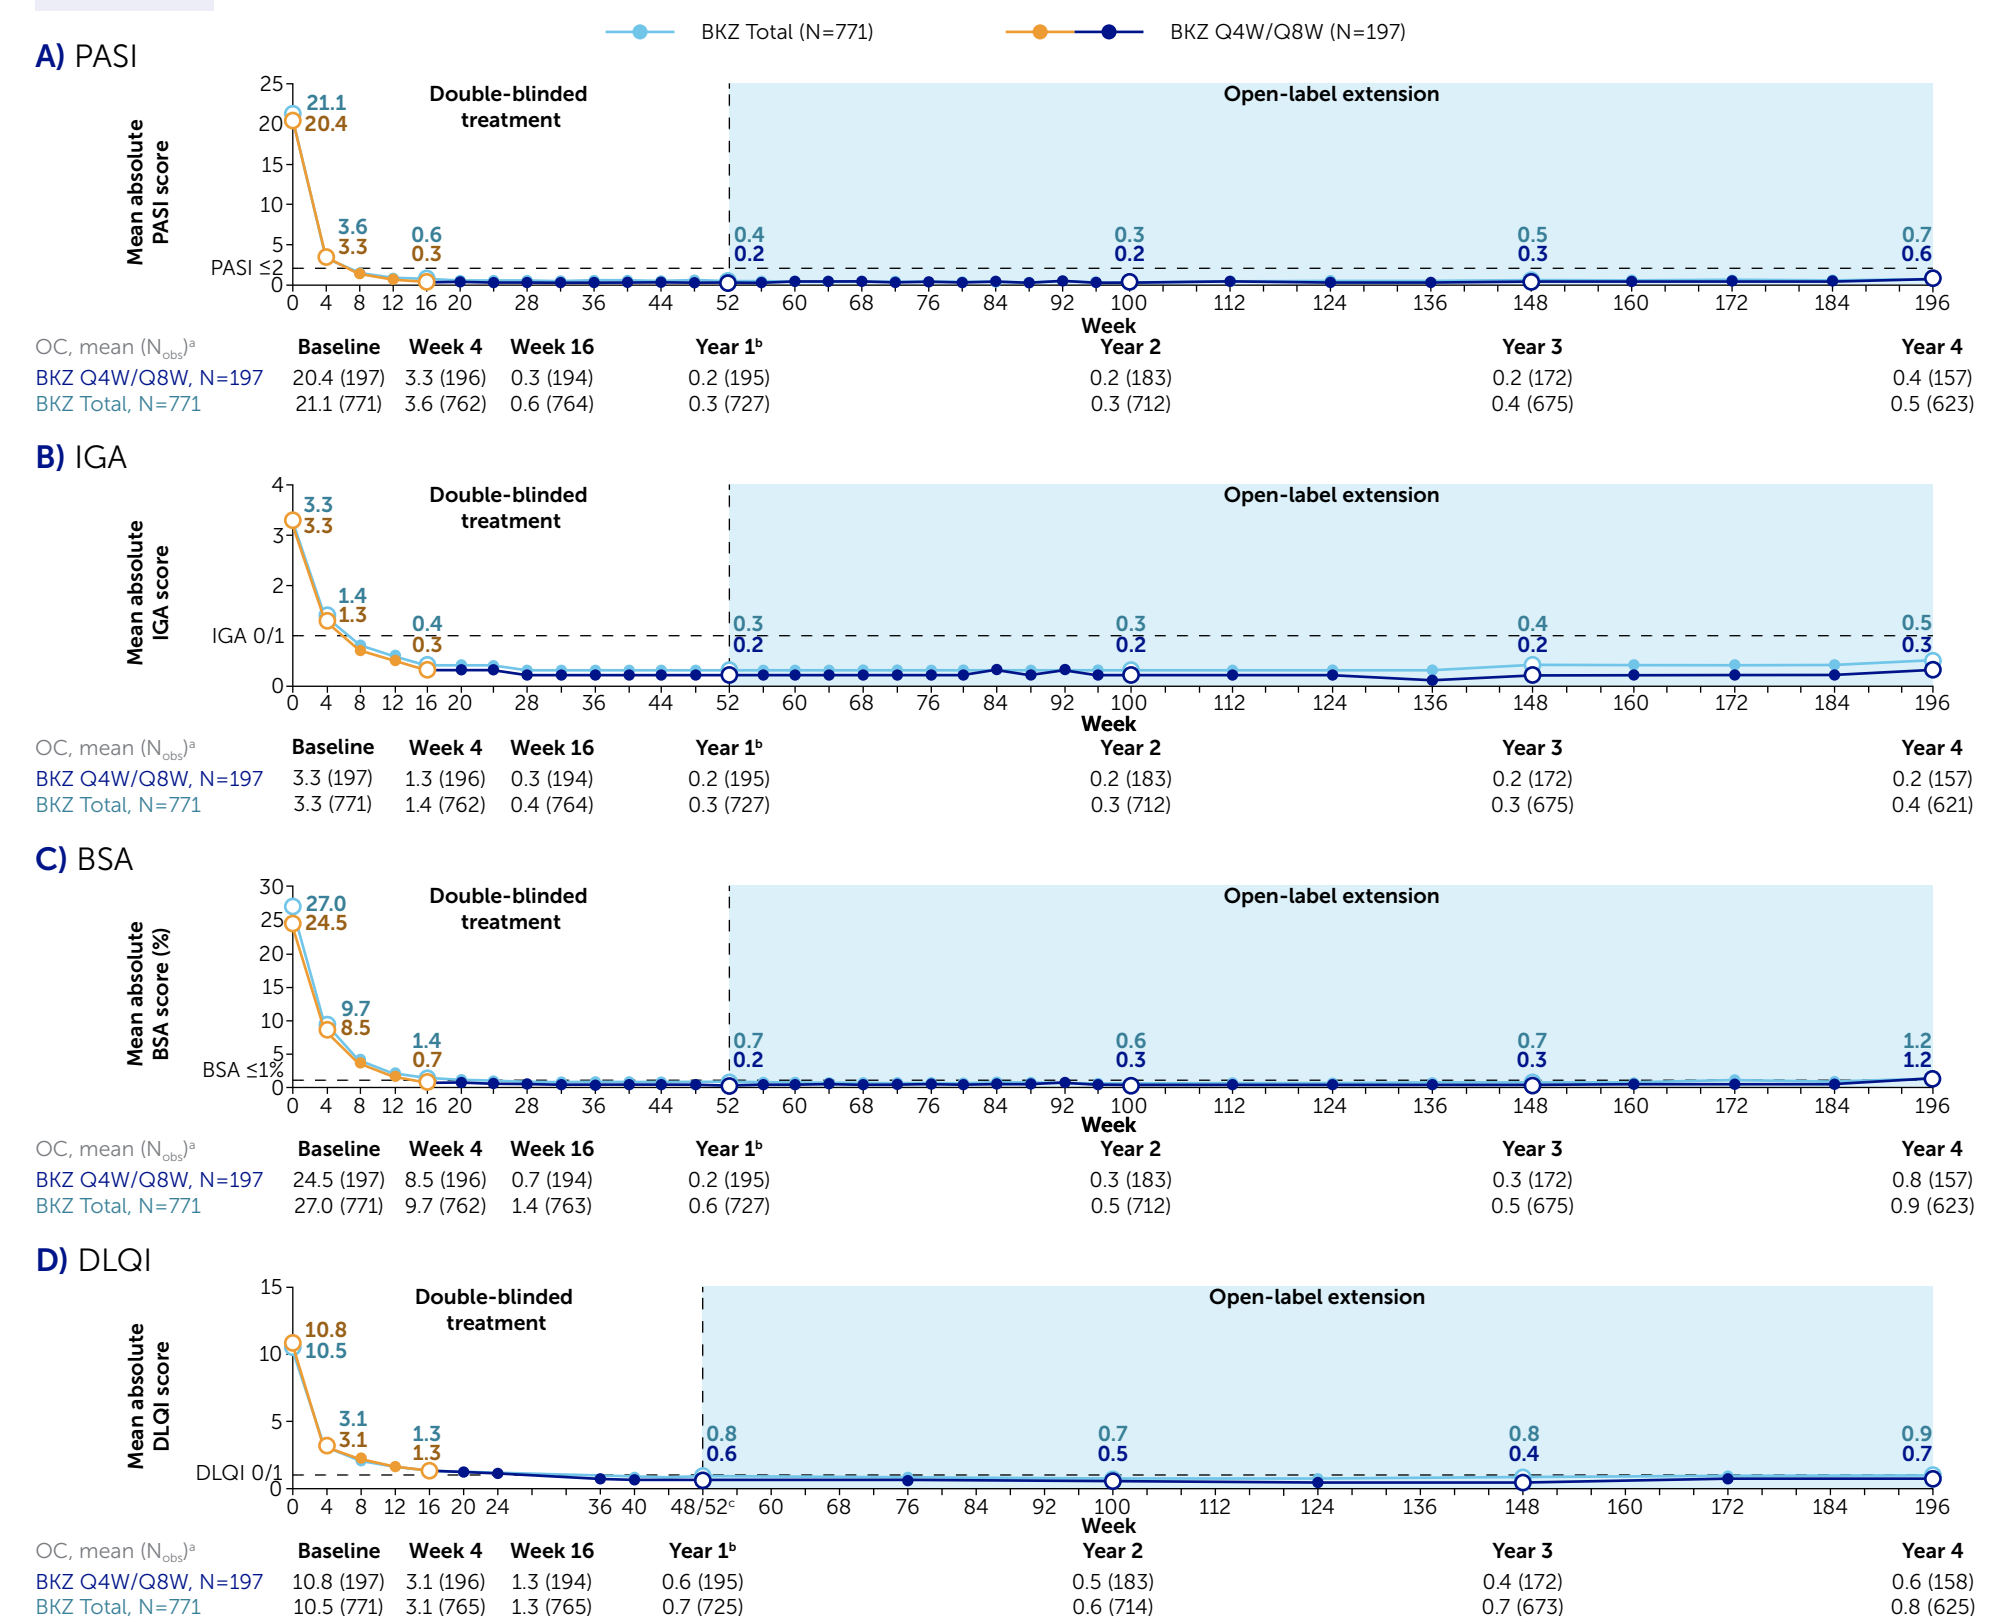 BKZ Total (N=771) BKZ Q4W/Q8W (N=197)
A) PASI
Mean absolute
PASI score
25
20
15
10
5
PASI ≤2
0
Double-blinded
treatment
Open-label extension
21.1
20.4
3.6
3.3
0.6
0.3
0.4
0.2
0.3
0.2
0.5
0.3
0.7
0.6
0 4 8 12 16 20 28 36 44 52 60 68 76 84 92 100 112 124 136 148 160 172 184 196
Week
OC, mean (Nobs)a Baseline Week 4 Week 16 Year 1b Year 2 Year 3 Year 4
BKZ Q4W/Q8W, N=197 20.4 (197) 3.3 (196) 0.3 (194) 0.2 (195) 0.2 (183) 0.2 (172) 0.4 (157)
BKZ Total, N=771 21.1 (771) 3.6 (762) 0.6 (764) 0.3 (727) 0.3 (712) 0.4 (675) 0.5 (623)
B) IGA
Mean absolute
IGA score
4
3
2
IGA 0/1
0
Double-blinded
treatment
Open-label extension
3.3
3.3
1.4
1.3
0.4
0.3
0.3
0.2
0.3
0.2
0.4
0.2
0.5
0.3
0 4 8 12 16 20 28 36 44 52 60 68 76 84 92 100 112 124 136 148 160 172 184 196
Week
OC, mean (Nobs)a Baseline Week 4 Week 16 Year 1b Year 2 Year 3 Year 4
BKZ Q4W/Q8W, N=197 3.3 (197) 1.3 (196) 0.3 (194) 0.2 (195) 0.2 (183) 0.2 (172) 0.2 (157)
BKZ Total, N=771 3.3 (771) 1.4 (762) 0.4 (764) 0.3 (727) 0.3 (712) 0.3 (675) 0.4 (621)
C) BSA
Mean absolute
BSA score (%)
30
25
20
15
10
5
BSA ≤1%
0
Double-blinded
treatment
Open-label extension
27.0
24.5
9.7
8.5
1.4
0.7
0.7
0.2
0.6
0.3
0.7
0.3
1.2
1.2
0 4 8 12 16 20 28 36 44 52 60 68 76 84 92 100 112 124 136 148 160 172 184 196
Week
OC, mean (Nobs)a Baseline Week 4 Week 16 Year 1b Year 2 Year 3 Year 4
BKZ Q4W/Q8W, N=197 24.5 (197) 8.5 (196) 0.7 (194) 0.2 (195) 0.3 (183) 0.3 (172) 0.8 (157)
BKZ Total, N=771 27.0 (771) 9.7 (762) 1.4 (763) 0.6 (727) 0.5 (712) 0.5 (675) 0.9 (623)
D) DLQI
Mean absolute
DLQI score
15
10
5
DLQI 0/1
0
Double-blinded
treatment
Open-label extension
10.8
10.5
3.1
3.1
1.3
1.3
0.8
0.6
0.7
0.5
0.8
0.4
0.9
0.7
0 4 8 12 16 20 24 36 40 48/52c 60 68 76 84 92 100 112 124 136 148 160 172 184 196
Week
OC, mean (Nobs)a Baseline Week 4 Week 16 Year 1b Year 2 Year 3 Year 4
BKZ Q4W/Q8W, N=197 10.8 (197) 3.1 (196) 1.3 (194) 0.6 (195) 0.5 (183) 0.4 (172) 0.6 (158)
BKZ Total, N=771 10.5 (771) 3.1 (765) 1.3 (765) 0.7 (725) 0.6 (714) 0.7 (673) 0.8 (625)